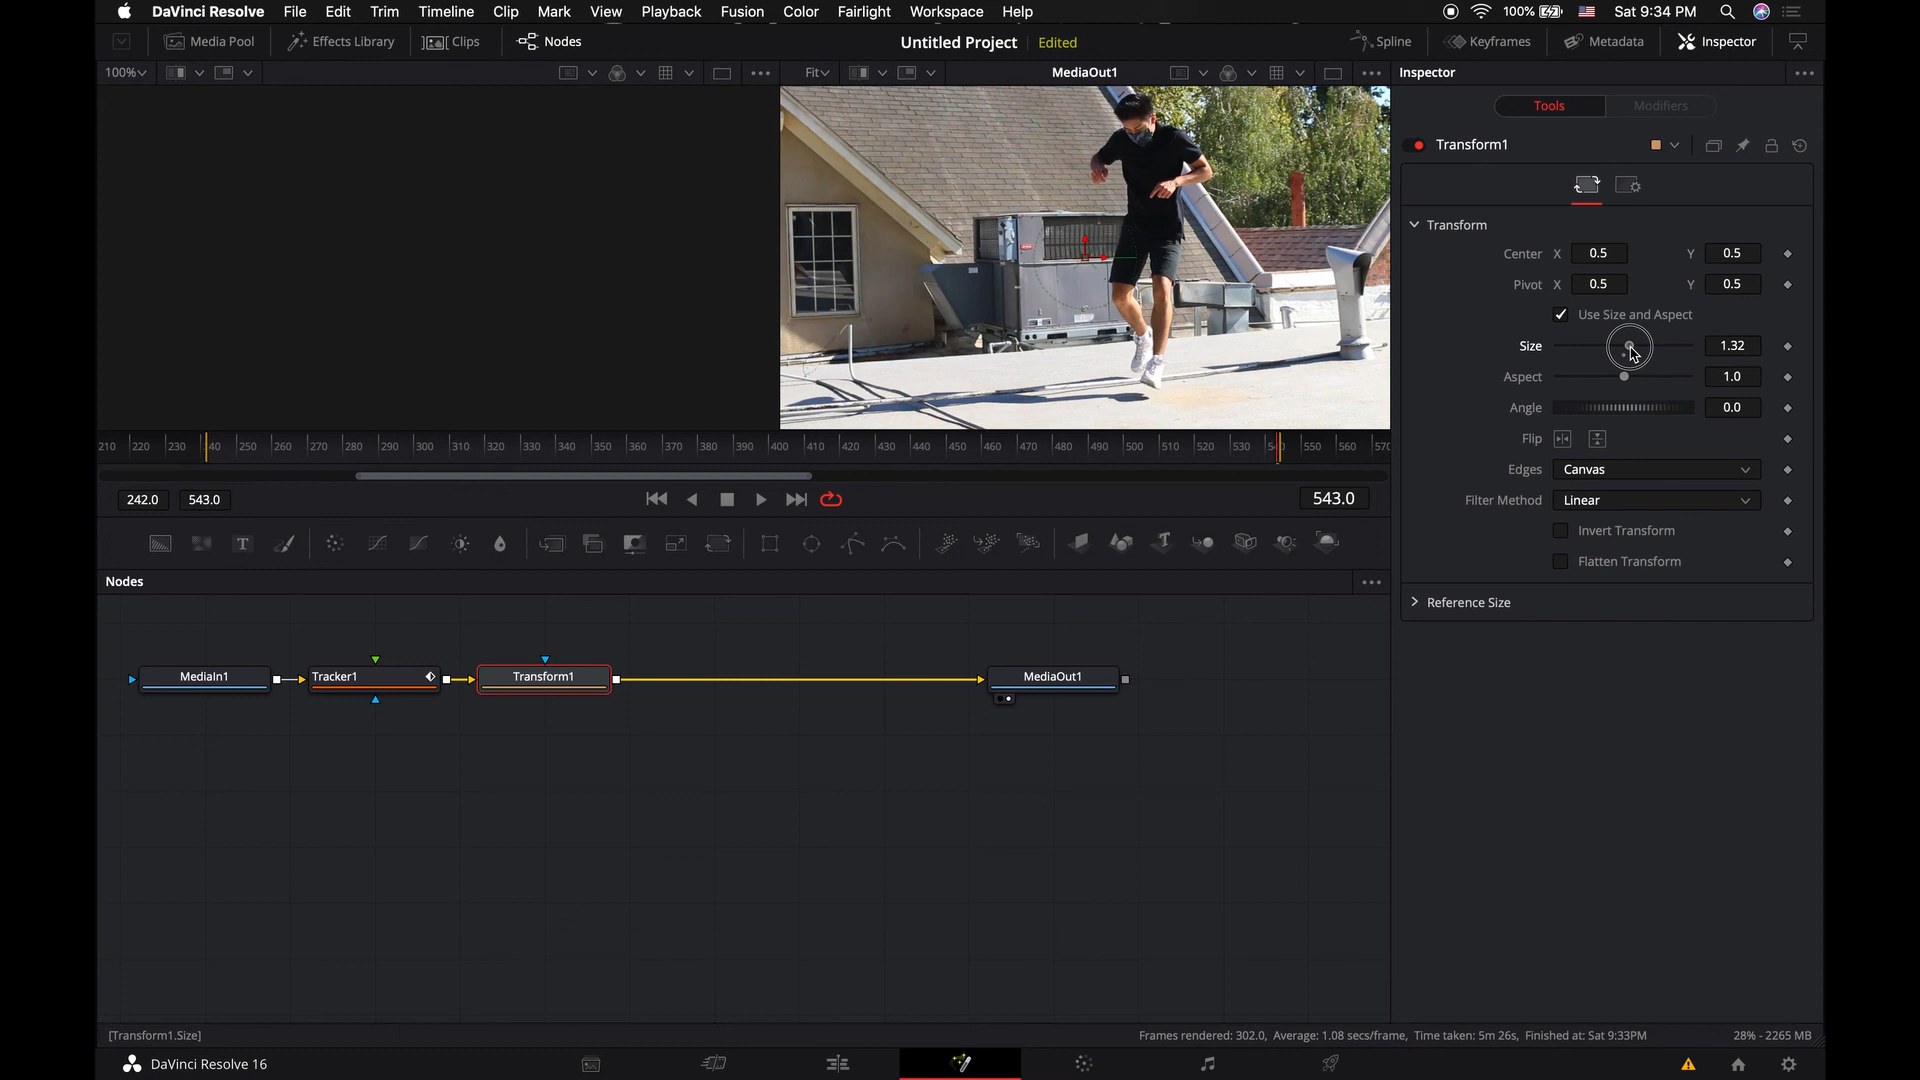 DaVinci Resolve File Edit Trim Timeline Clip Mark View Playback Fusion Color Fairlight Workspace Help 100% Sat 9:34 PM
Media Pool Effects Library Clips Nodes Untitled Project Edited Spline Keyframes Metadata Inspector
100% Fit MediaOut1 Inspector
Tools Modifiers
Transform1
Transform
Center X 0.5 Y 0.5
Pivot X 0.5 Y 0.5
Use Size and Aspect
Size 1.32
Aspect 1.0
Angle 0.0
Flip
Edges Canvas
Filter Method Linear
Invert Transform
Flatten Transform
Reference Size
210 220 230 250 260 270 280 290 300 310 320 330 340 350 360 370 380 390 400 410 420 430 440 450 460 470 480 490 500 510 520 530 550 560 570
242.0 543.0 543.0
T
Nodes
MediaIn1 Tracker1 Transform1 MediaOut1
[Transform1.Size] Frames rendered: 302.0, Average: 1.08 secs/frame, Time taken: 5m 26s, Finished at: Sat 9:33PM 28% - 2265 MB
DaVinci Resolve 16